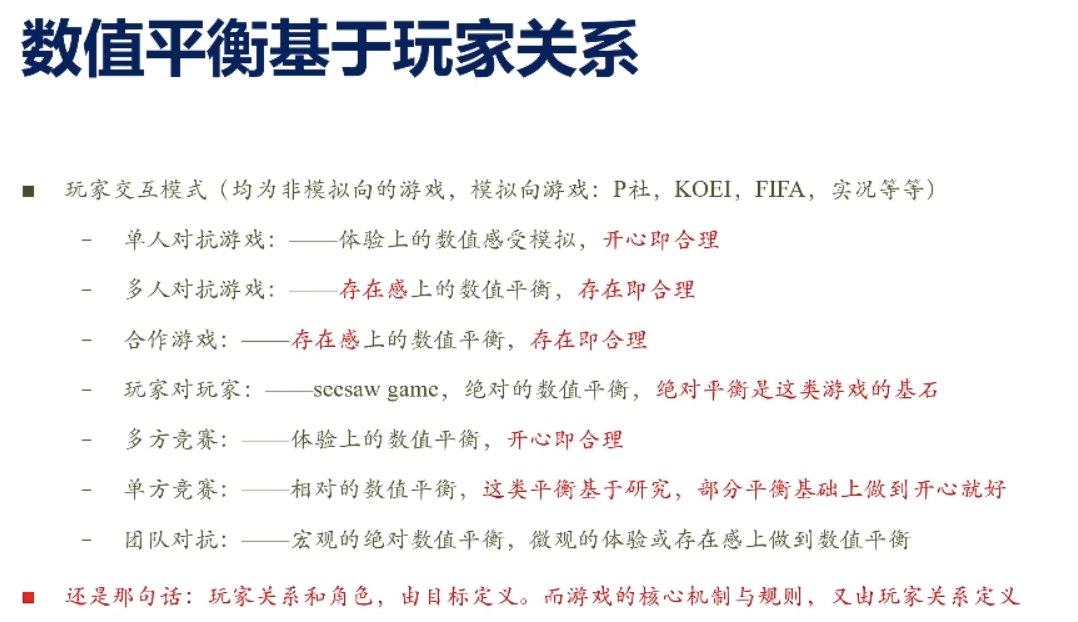 数值平衡基于玩家关系
■ 玩家交互模式（均为非模拟向的游戏，模拟向游戏：P社，KOEI，FIFA，实况等等）
– 单人对抗游戏：——体验上的数值感受模拟，开心即合理
– 多人对抗游戏：——存在感上的数值平衡，存在即合理
– 合作游戏：——存在感上的数值平衡，存在即合理
– 玩家对玩家：——seesaw game，绝对的数值平衡，绝对平衡是这类游戏的基石
– 多方竞赛：——体验上的数值平衡，开心即合理
– 单方竞赛：——相对的数值平衡，这类平衡基于研究，部分平衡基础上做到开心就好
– 团队对抗：——宏观的绝对数值平衡，微观的体验或存在感上做到数值平衡
■ 还是那句话：玩家关系和角色，由目标定义。而游戏的核心机制与规则，又由玩家关系定义